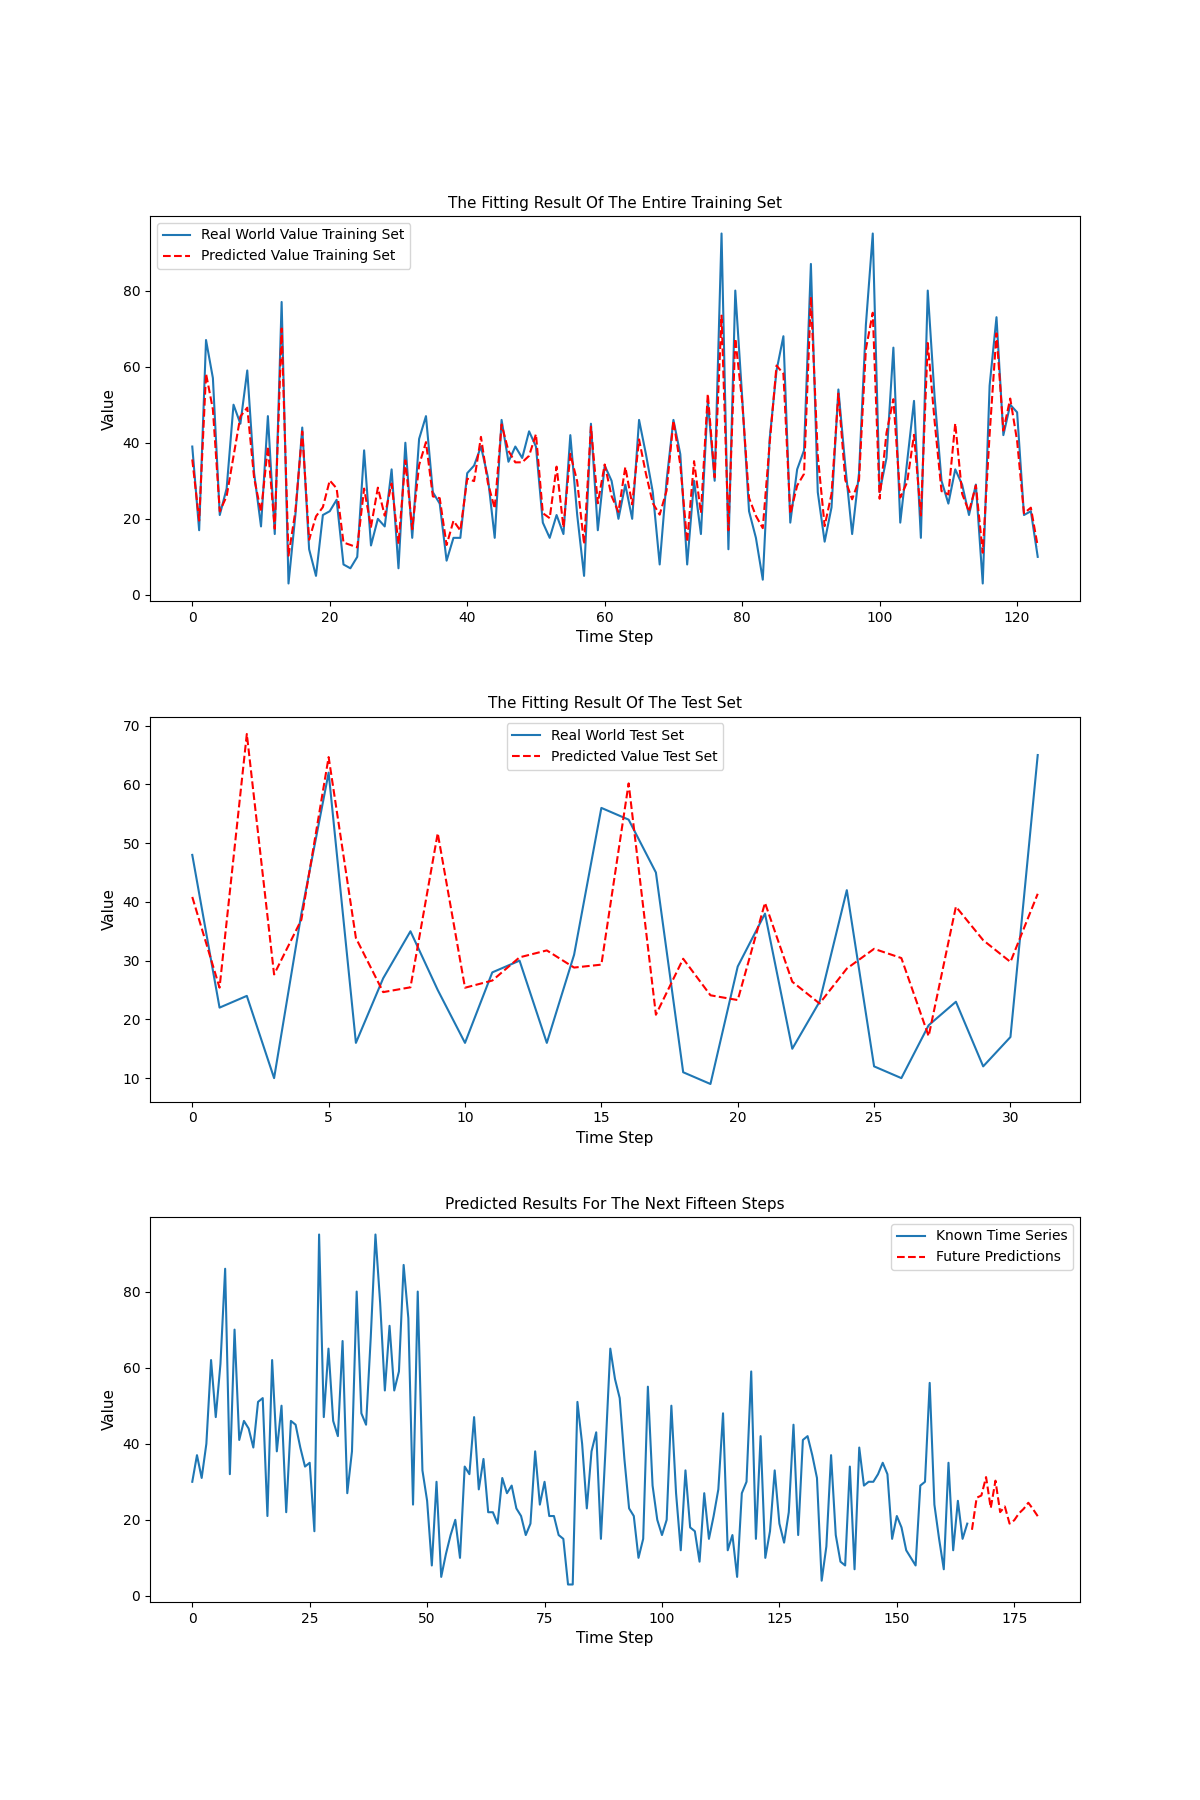 The Fitting Result Of The Entire Training Set
Real World Value Training Set
Predicted Value Training Set
Value
80
60
40
20
0
0 20 40 60 80 100 120
Time Step
The Fitting Result Of The Test Set
Real World Test Set
Predicted Value Test Set
Value
70
60
50
40
30
20
10
0 5 10 15 20 25 30
Time Step
Predicted Results For The Next Fifteen Steps
Known Time Series
Future Predictions
Value
80
60
40
20
0
0 25 50 75 100 125 150 175
Time Step